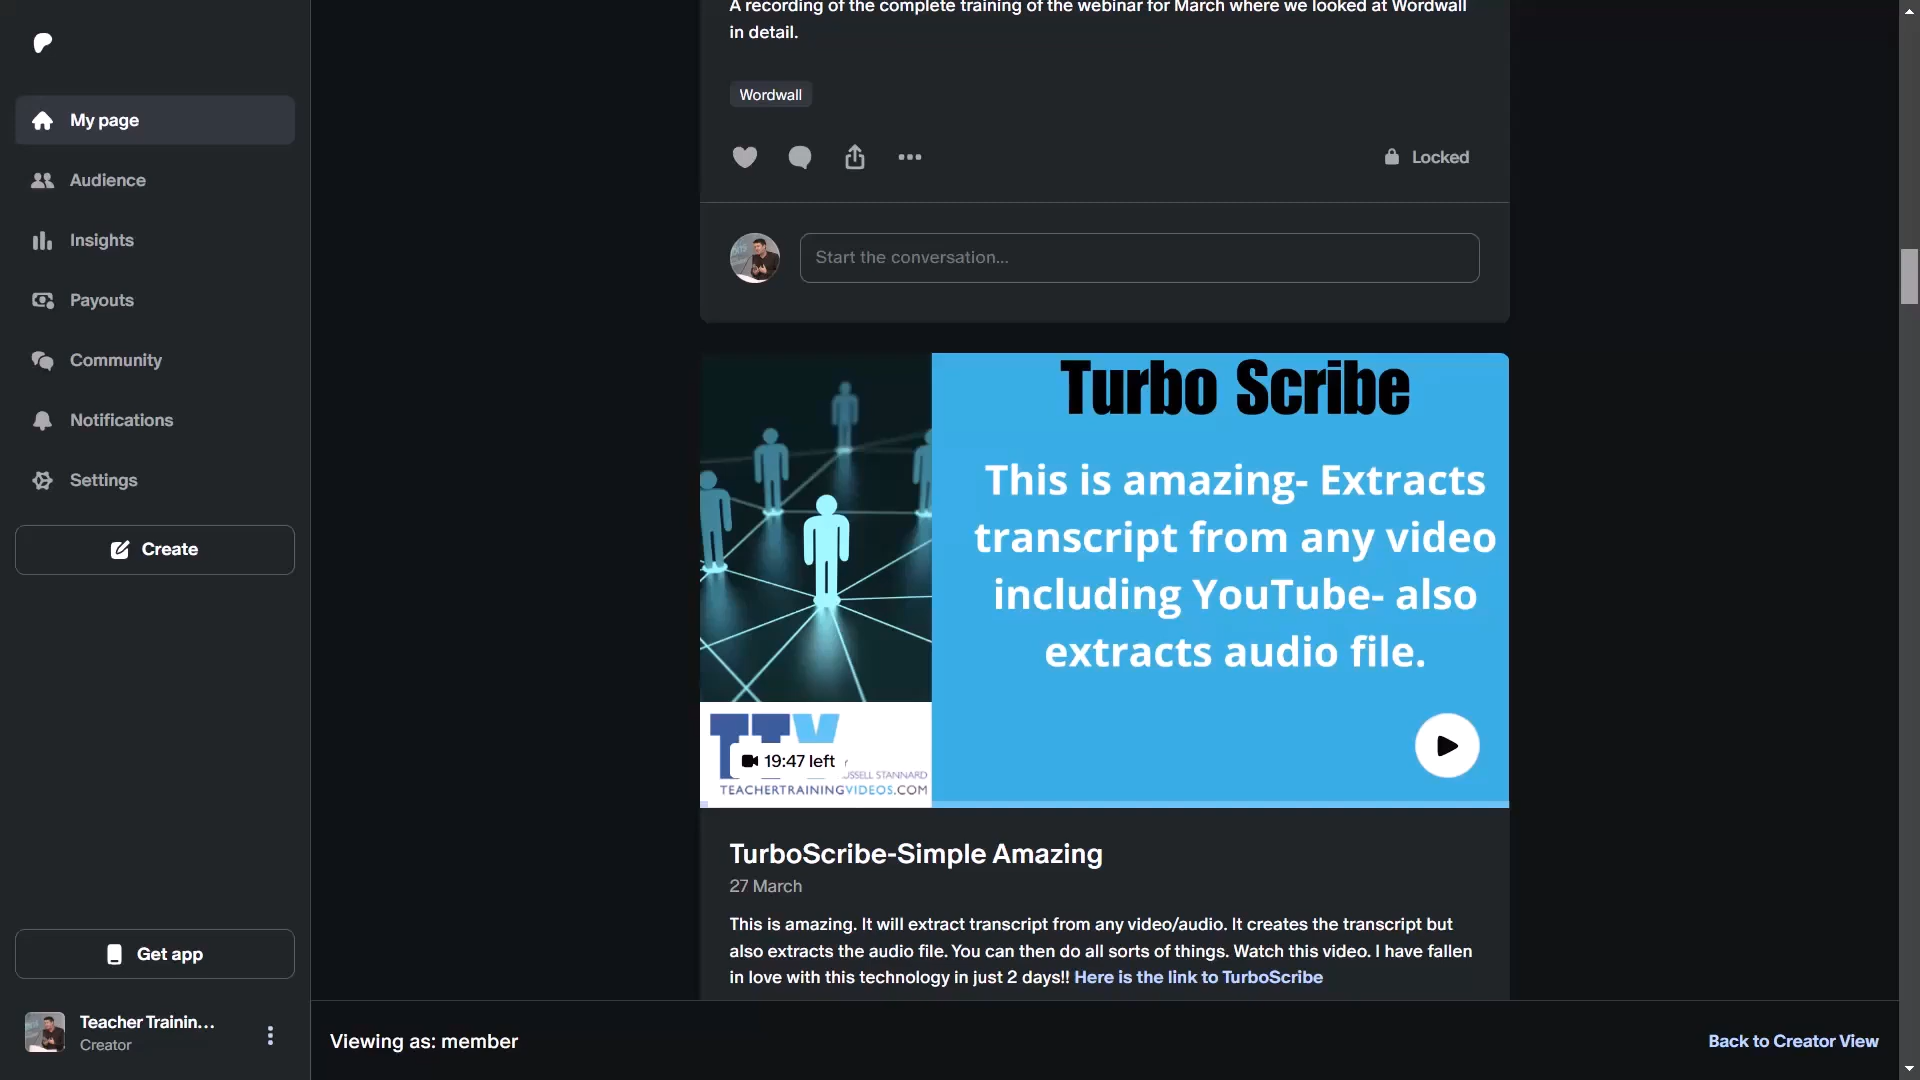 A recording of the complete training of the webinar for March where we looked at Wordwall
in detail.
Wordwall
Locked
Start the conversation...
My page
Audience
Insights
Payouts
Community
Notifications
Settings
Create
Get app
Teacher Trainin...
Creator
Turbo Scribe
This is amazing- Extracts
transcript from any video
including YouTube- also
extracts audio file.
19:47 left
USSELL STANNARD
TEACHERTRAININGVIDEOS.COM
TurboScribe-Simple Amazing
27 March
This is amazing. It will extract transcript from any video/audio. It creates the transcript but
also extracts the audio file. You can then do all sorts of things. Watch this video. I have fallen
in love with this technology in just 2 days!! Here is the link to TurboScribe
Viewing as: member
Back to Creator View